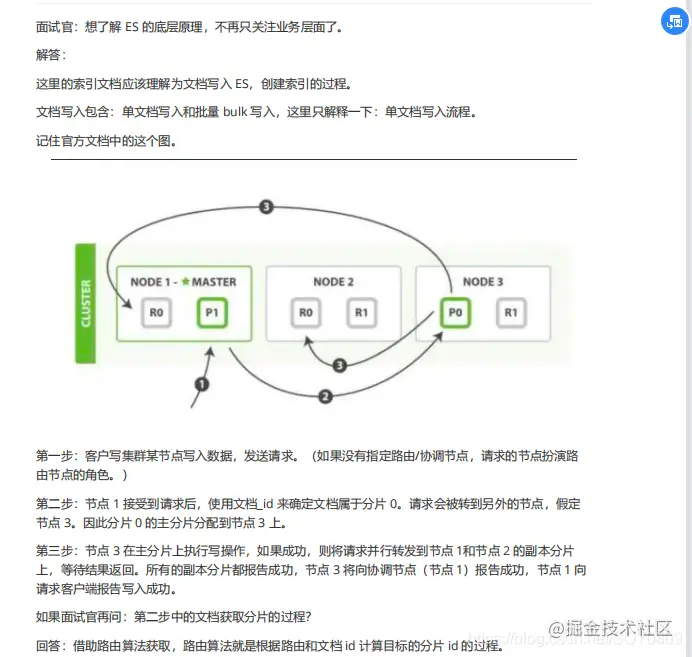 面试官：想了解 ES 的底层原理，不再只关注业务层面了。
解答：
这里的索引文档应该理解为文档写入 ES，创建索引的过程。
文档写入包含：单文档写入和批量 bulk 写入，这里只解释一下：单文档写入流程。
记住官方文档中的这个图。
3
CLUSTER
NODE 1 - ★ MASTER
NODE 2
NODE 3
R0
P1
R0
R1
P0
R1
1
3
2
第一步：客户写集群某节点写入数据，发送请求。（如果没有指定路由/协调节点，请求的节点扮演路
由节点的角色。）
第二步：节点 1 接受到请求后，使用文档_id 来确定文档属于分片 0。请求会被转到另外的节点，假定
节点 3。因此分片 0 的主分片分配到节点 3 上。
第三步：节点 3 在主分片上执行写操作，如果成功，则将请求并行转发到节点 1和节点 2 的副本分片
上，等待结果返回。所有的副本分片都报告成功，节点 3 将向协调节点（节点 1）报告成功，节点 1 向
请求客户端报告写入成功。
如果面试官再问：第二步中的文档获取分片的过程？
回答：借助路由算法获取，路由算法就是根据路由和文档 id 计算目标的分片 id 的过程。
@掘金技术社区